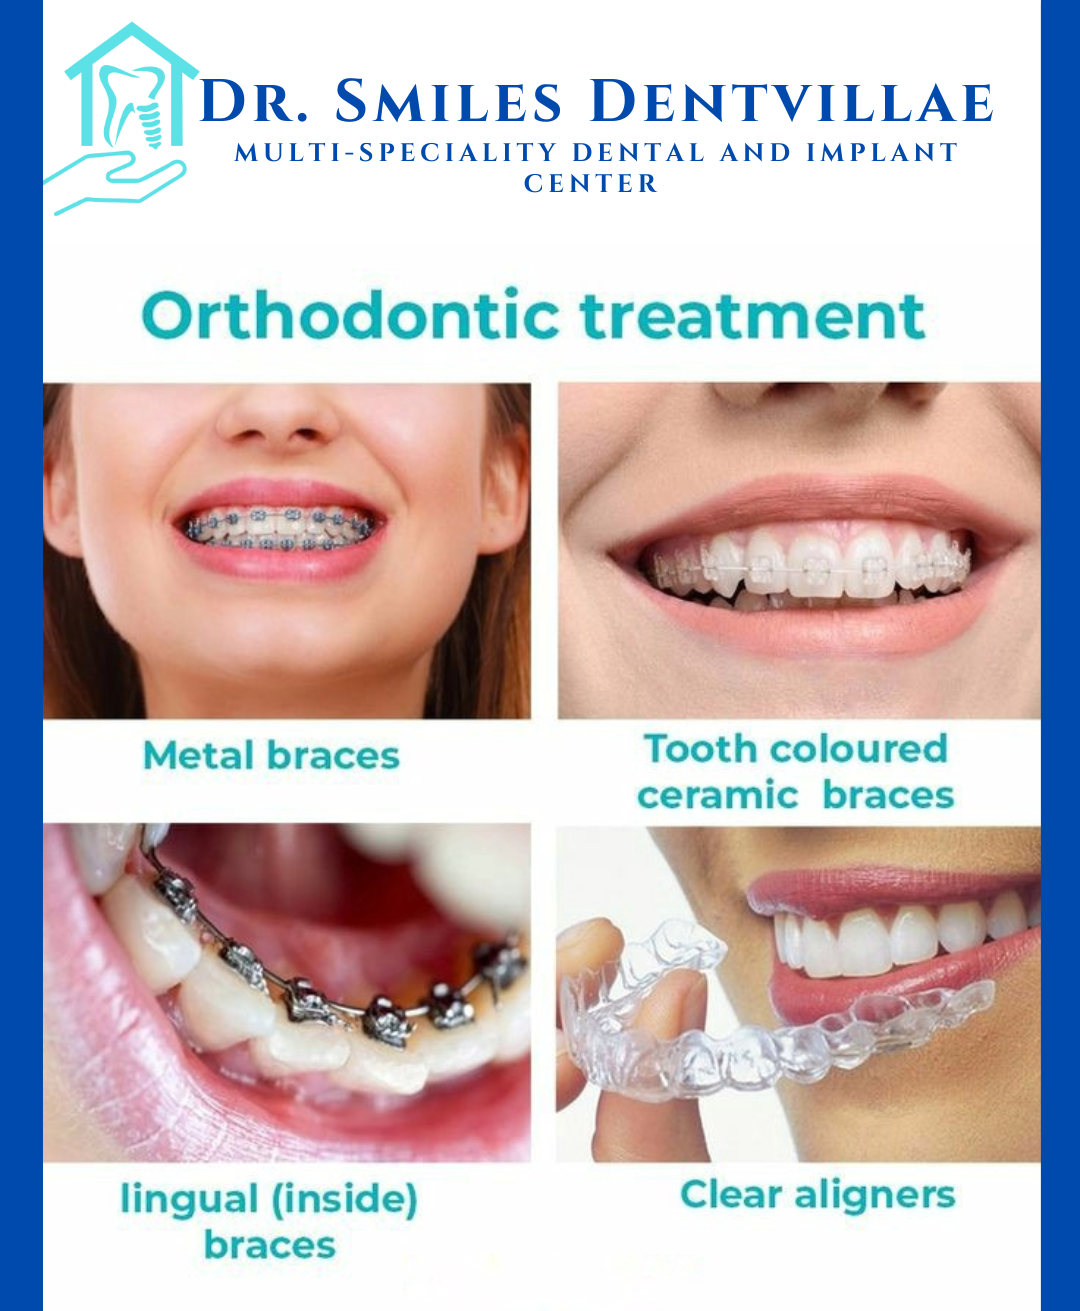 Dr. Smiles Dentvillae
MULTI-SPECIALITY DENTAL AND IMPLANT
CENTER
Orthodontic treatment
Metal braces
Tooth coloured
ceramic braces
lingual (inside)
braces
Clear aligners